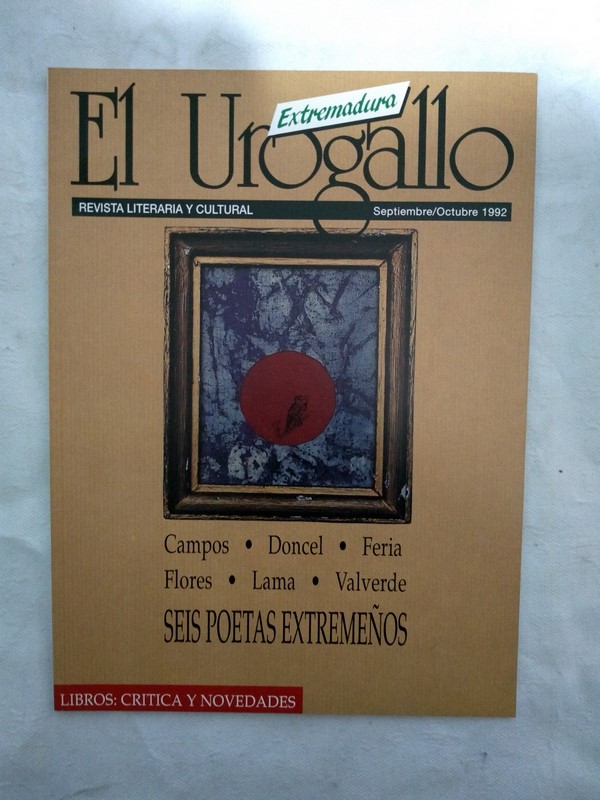 El Urogallo
Extremadura
REVISTA LITERARIA Y CULTURAL
Septiembre/Octubre 1992
Campos • Doncel • Feria
Flores • Lama • Valverde
SEIS POETAS EXTREMEÑOS
LIBROS: CRITICA Y NOVEDADES